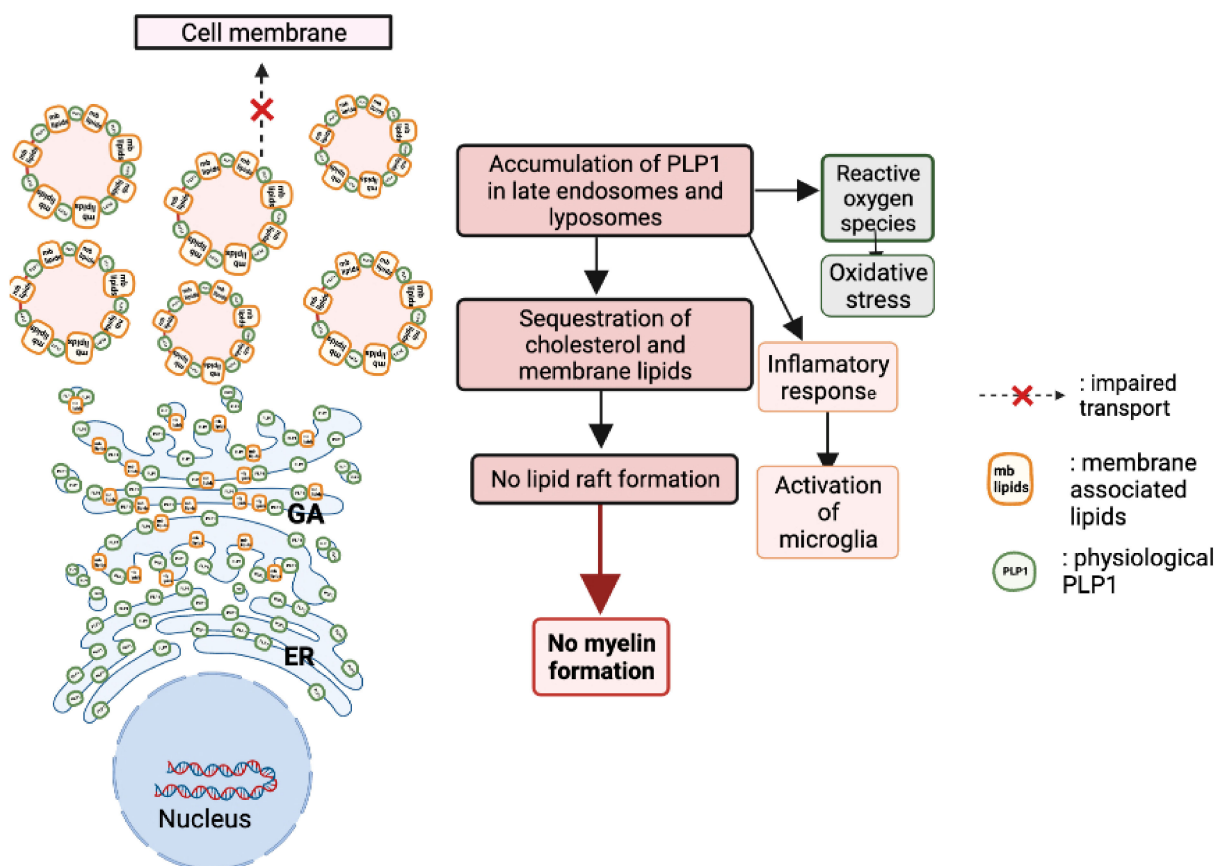 Cell membrane
Accumulation of PLP1
in late endosomes and
lyposomes
Reactive
oxygen
species
Oxidative
stress
Sequestration of
cholesterol and
membrane lipids
Inflamatory
response
No lipid raft formation
Activation
of
microglia
No myelin
formation
: impaired
transport
mb
lipids
: membrane
associated
lipids
PLP1
: physiological
PLP1
GA
ER
Nucleus